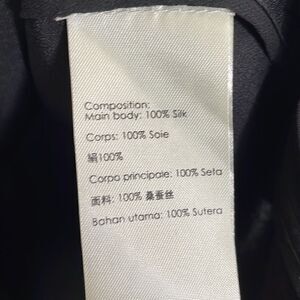 Composition:
Main body: 100% Silk
Corps: 100% Soie
絹100%
Corpo principale: 100% Seta
面料: 100% 桑蚕丝
Bahan utama: 100% Sutera